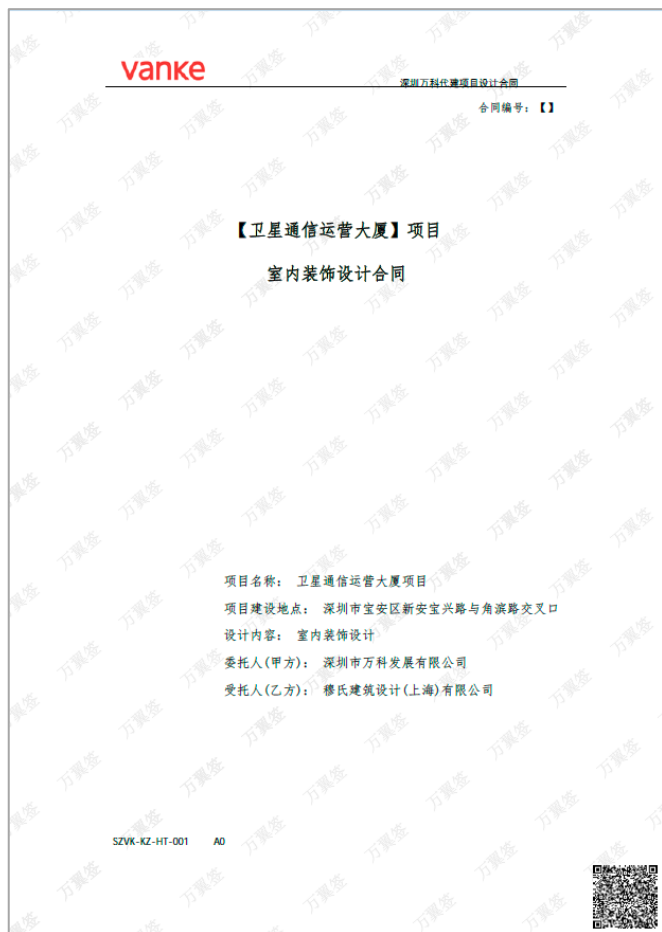 vanke
深圳万科代建项目设计合同
合同编号：【】
【卫星通信运营大厦】项目
室内装饰设计合同
项目名称： 卫星通信运营大厦项目
项目建设地点： 深圳市宝安区新安宝兴路与角滨路交叉口
设计内容： 室内装饰设计
委托人(甲方)： 深圳市万科发展有限公司
受托人(乙方)： 穆氏建筑设计(上海)有限公司
SZVK-KZ-HT-001 A0
万翼签